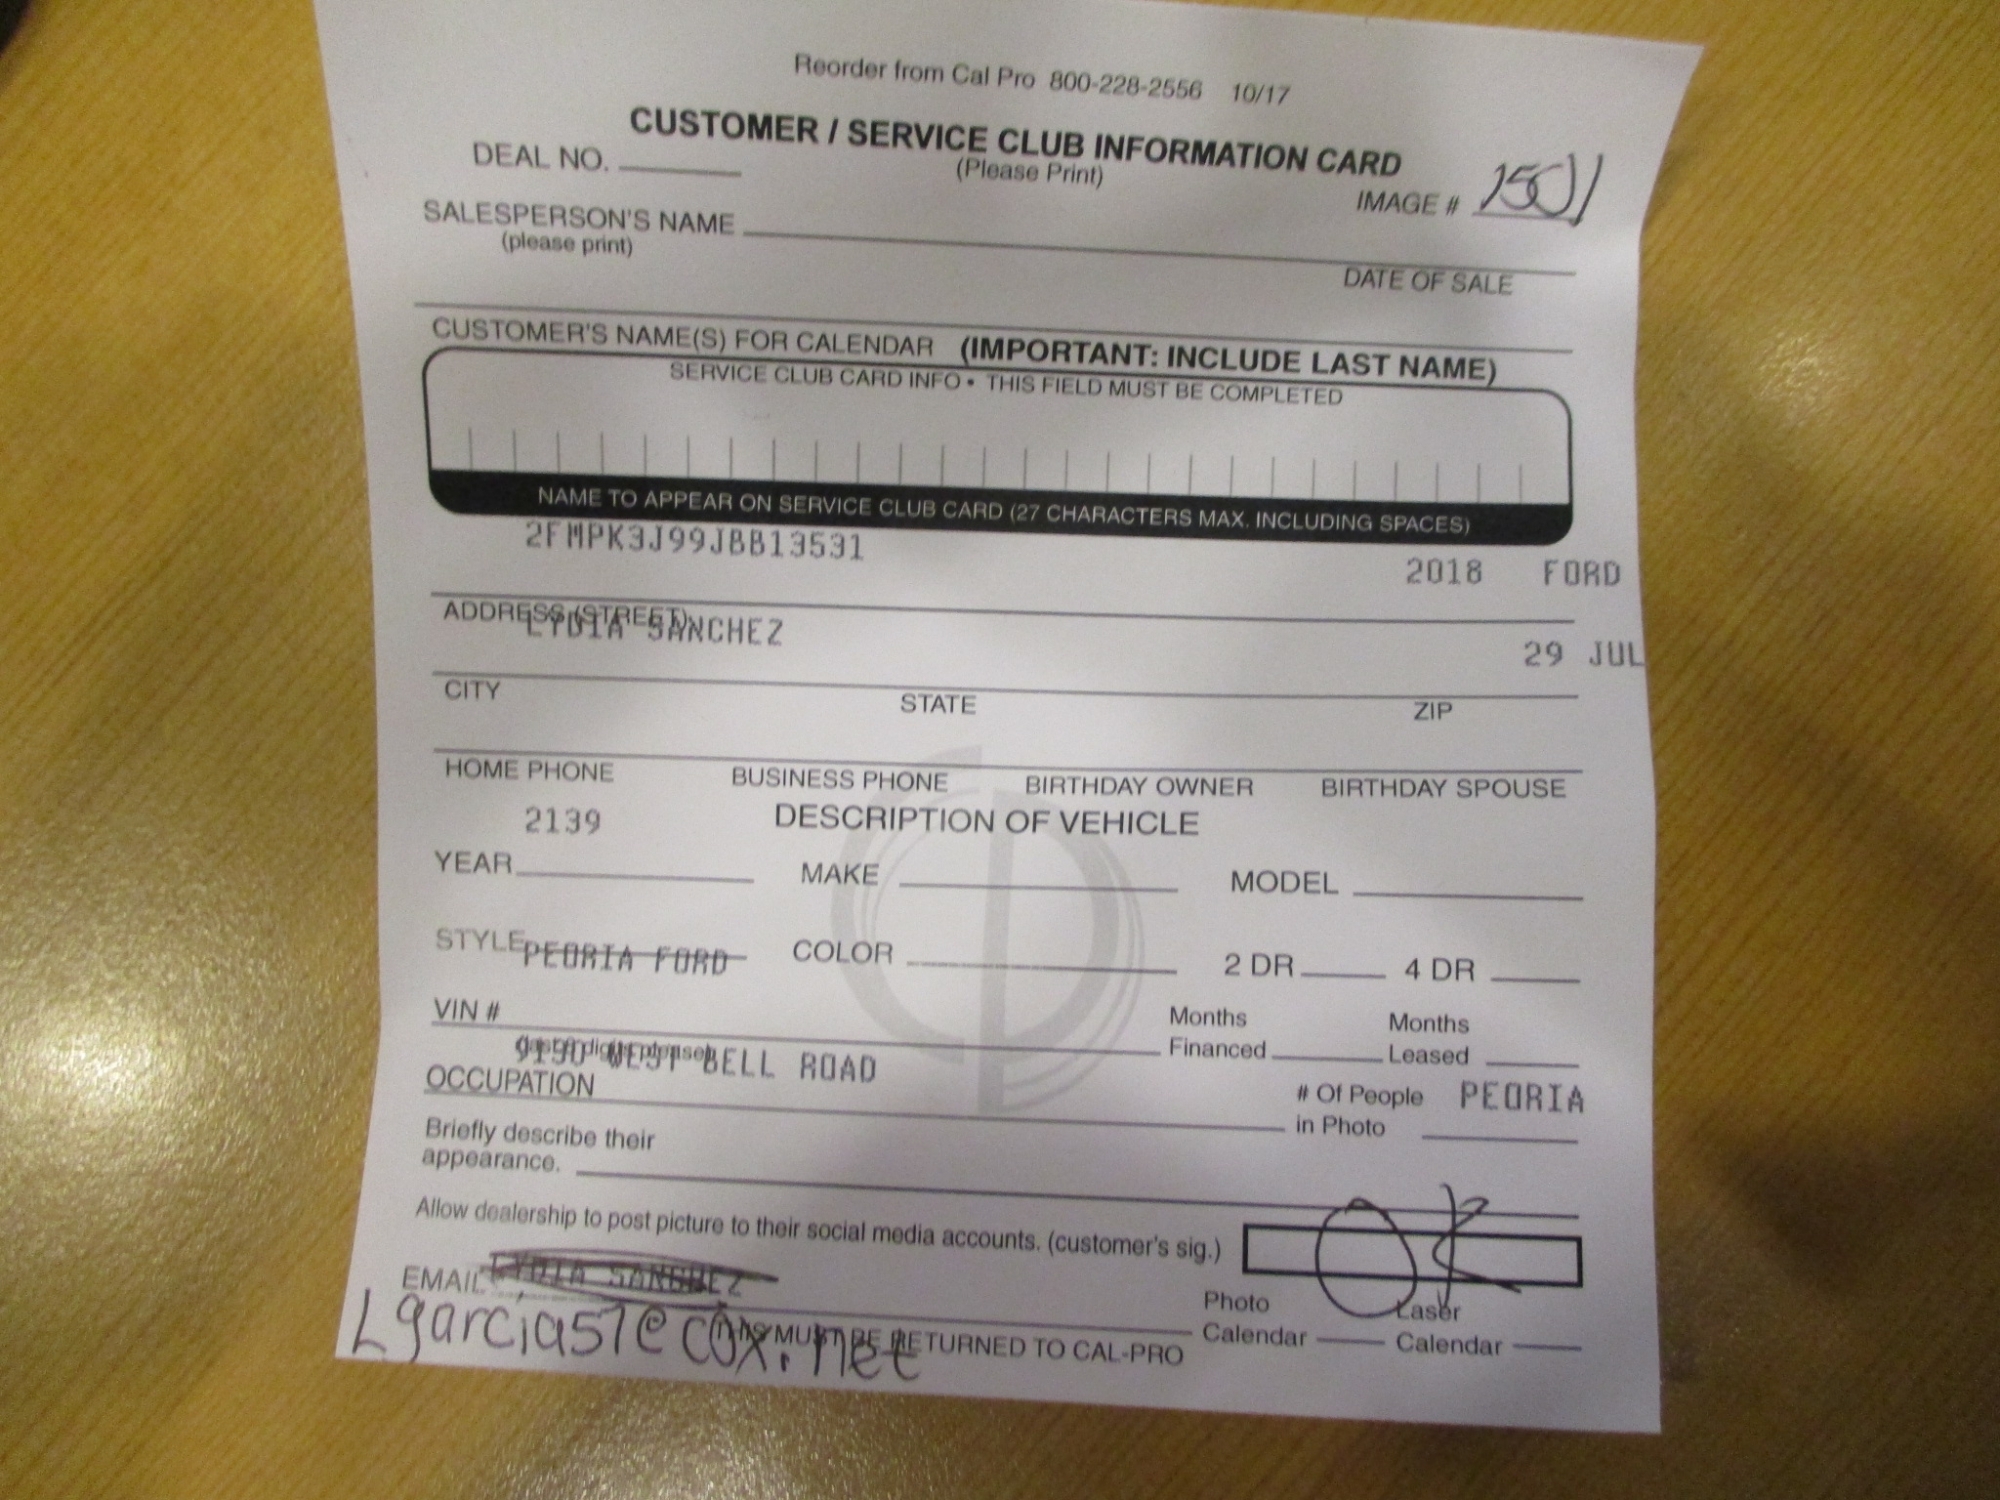 Reorder from Cal Pro 800-228-2556 10/17
CUSTOMER / SERVICE CLUB INFORMATION CARD
DEAL NO.
(Please Print)
IMAGE # 1501
SALESPERSON'S NAME
(please print)
DATE OF SALE
CUSTOMER'S NAME(S) FOR CALENDAR (IMPORTANT: INCLUDE LAST NAME)
SERVICE CLUB CARD INFO • THIS FIELD MUST BE COMPLETED
NAME TO APPEAR ON SERVICE CLUB CARD (27 CHARACTERS MAX. INCLUDING SPACES)
2FMPK3J99JBB13531 2018 FORD
ADDRESS (STREET)
LYDIA SANCHEZ 29 JUL
CITY STATE ZIP
HOME PHONE BUSINESS PHONE BIRTHDAY OWNER BIRTHDAY SPOUSE
2139 DESCRIPTION OF VEHICLE
YEAR MAKE MODEL
STYLE PEORIA FORD COLOR 2 DR 4 DR
VIN # Months Financed Months Leased
(last 8 digits please)
9130 WEST BELL ROAD
OCCUPATION # Of People in Photo PEORIA
Briefly describe their appearance.
Allow dealership to post picture to their social media accounts. (customer's sig.) OK
EMAIL LYDIA SANCHEZ
Lgarcia57@cox.net
THIS MUST BE RETURNED TO CAL-PRO
Photo Calendar Laser Calendar